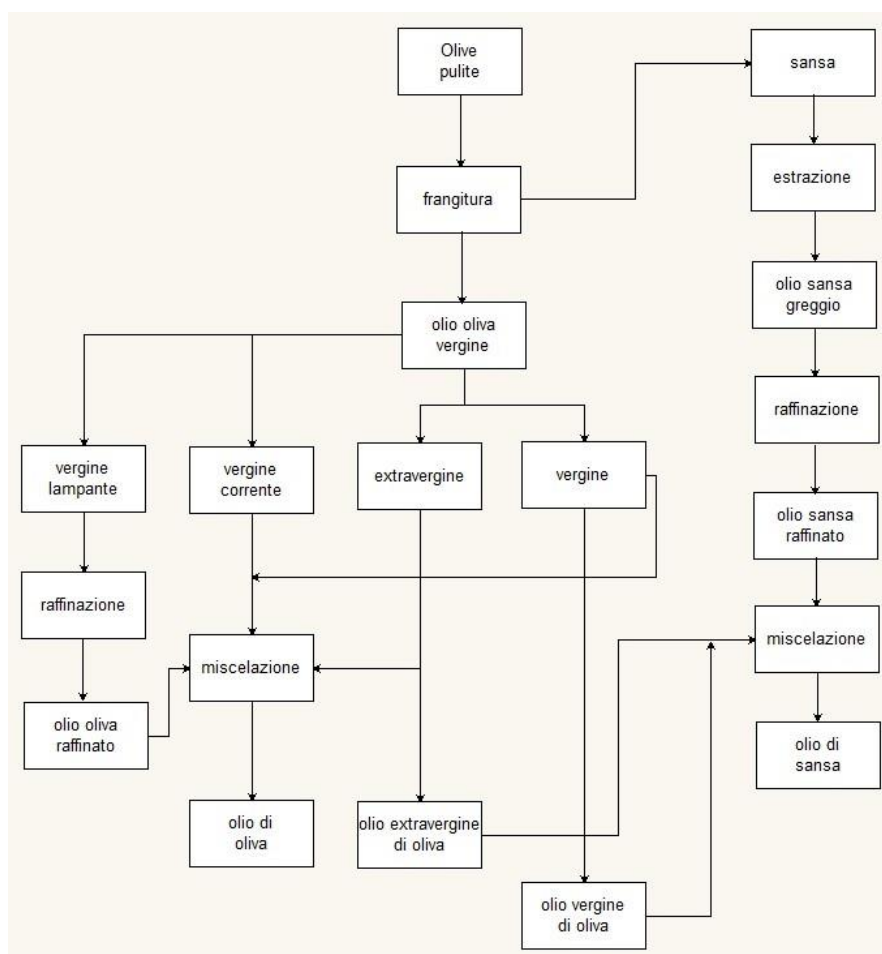 Olive
pulite
sansa
frangitura
estrazione
olio oliva
vergine
olio sansa
greggio
raffinazione
vergine
lampante
vergine
corrente
extravergine
vergine
olio sansa
raffinato
raffinazione
miscelazione
miscelazione
olio oliva
raffinato
olio di
sansa
olio di
oliva
olio extravergine
di oliva
olio vergine
di oliva